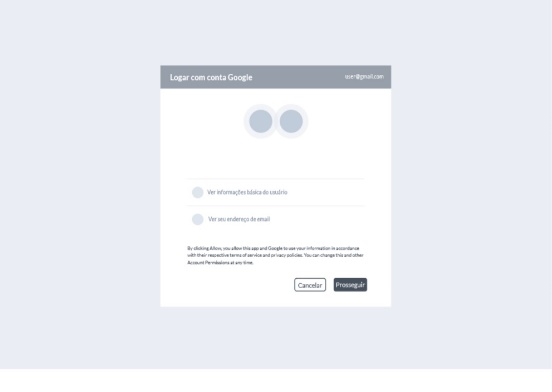 Logar com conta Google
user@gmail.com
Ver informações básica do usuário
Ver seu endereço de email
By clicking Allow, you allow this app and Google to use your information in accordance
with their respective terms of service and privacy policies. You can change this and other
Account Permissions at any time.
Cancelar
Prosseguir